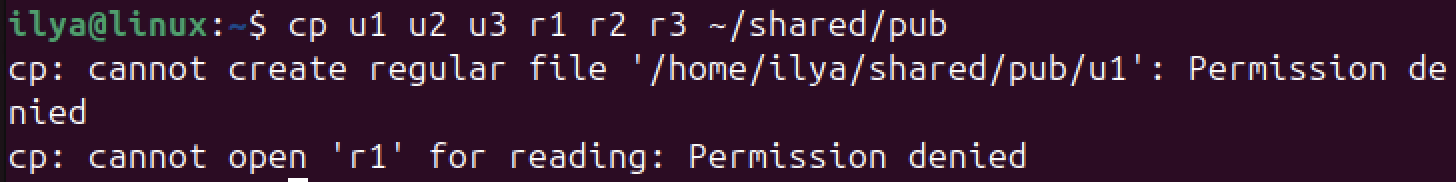 ilya@linux:~$ cp u1 u2 u3 r1 r2 r3 ~/shared/pub
cp: cannot create regular file '/home/ilya/shared/pub/u1': Permission de
nied
cp: cannot open 'r1' for reading: Permission denied